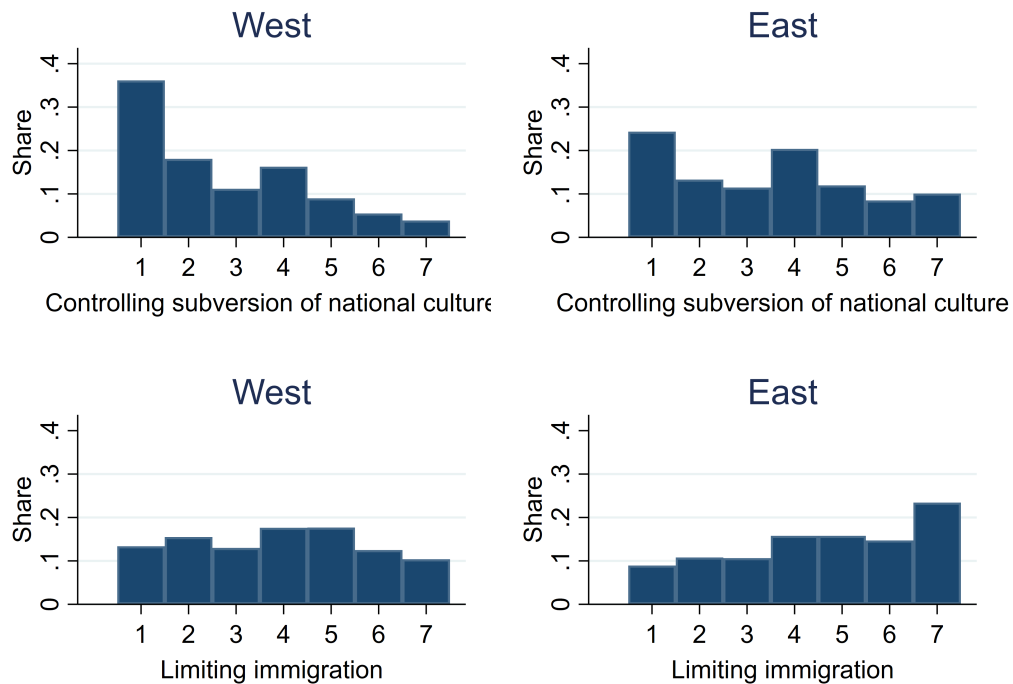 West
.4
.3
.2
.1
0
Share
1 2 3 4 5 6 7
Controlling subversion of national culture
East
.4
.3
.2
.1
0
Share
1 2 3 4 5 6 7
Controlling subversion of national culture
West
.4
.3
.2
.1
0
Share
1 2 3 4 5 6 7
Limiting immigration
East
.4
.3
.2
.1
0
Share
1 2 3 4 5 6 7
Limiting immigration